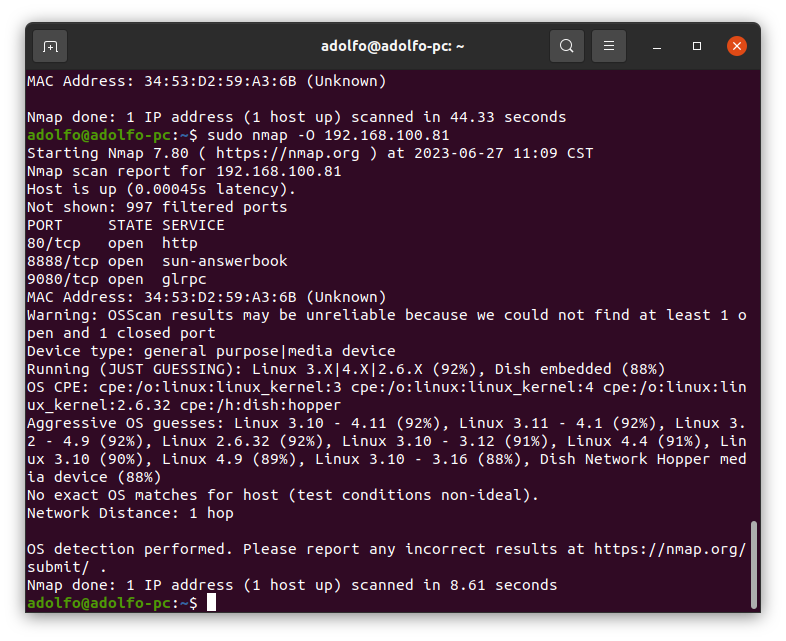 adolfo@adolfo-pc: ~
MAC Address: 34:53:D2:59:A3:6B (Unknown)
Nmap done: 1 IP address (1 host up) scanned in 44.33 seconds
adolfo@adolfo-pc:~$ sudo nmap -O 192.168.100.81
Starting Nmap 7.80 ( https://nmap.org ) at 2023-06-27 11:09 CST
Nmap scan report for 192.168.100.81
Host is up (0.00045s latency).
Not shown: 997 filtered ports
PORT     STATE SERVICE
80/tcp   open  http
8888/tcp open  sun-answerbook
9080/tcp open  glrpc
MAC Address: 34:53:D2:59:A3:6B (Unknown)
Warning: OSScan results may be unreliable because we could not find at least 1 o
pen and 1 closed port
Device type: general purpose|media device
Running (JUST GUESSING): Linux 3.X|4.X|2.6.X (92%), Dish embedded (88%)
OS CPE: cpe:/o:linux:linux_kernel:3 cpe:/o:linux:linux_kernel:4 cpe:/o:linux:lin
ux_kernel:2.6.32 cpe:/h:dish:hopper
Aggressive OS guesses: Linux 3.10 - 4.11 (92%), Linux 3.11 - 4.1 (92%), Linux 3.
2 - 4.9 (92%), Linux 2.6.32 (92%), Linux 3.10 - 3.12 (91%), Linux 4.4 (91%), Lin
ux 3.10 (90%), Linux 4.9 (89%), Linux 3.10 - 3.16 (88%), Dish Network Hopper med
ia device (88%)
No exact OS matches for host (test conditions non-ideal).
Network Distance: 1 hop
OS detection performed. Please report any incorrect results at https://nmap.org/
submit/ .
Nmap done: 1 IP address (1 host up) scanned in 8.61 seconds
adolfo@adolfo-pc:~$